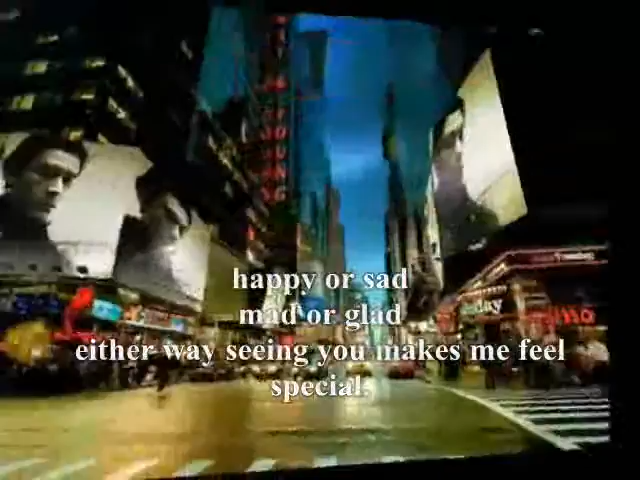 happy or sad
mad or glad
either way seeing you makes me feel
special.